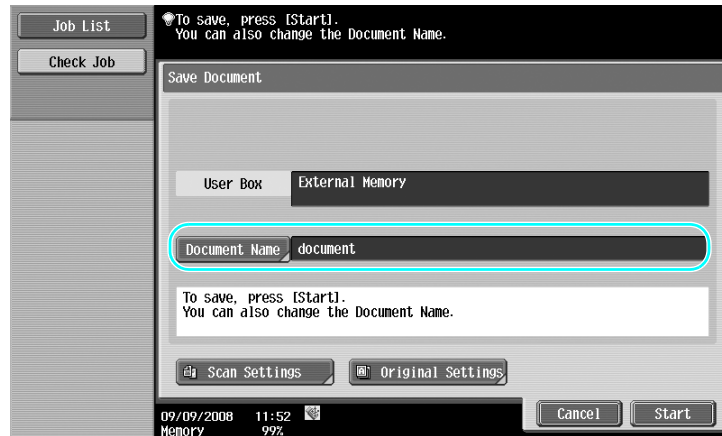 Job List
Check Job
To save, press [Start].
You can also change the Document Name.
Save Document
User Box
External Memory
Document Name
document
To save, press [Start].
You can also change the Document Name.
Scan Settings
Original Settings
09/09/2008 11:52
Memory 99%
Cancel
Start